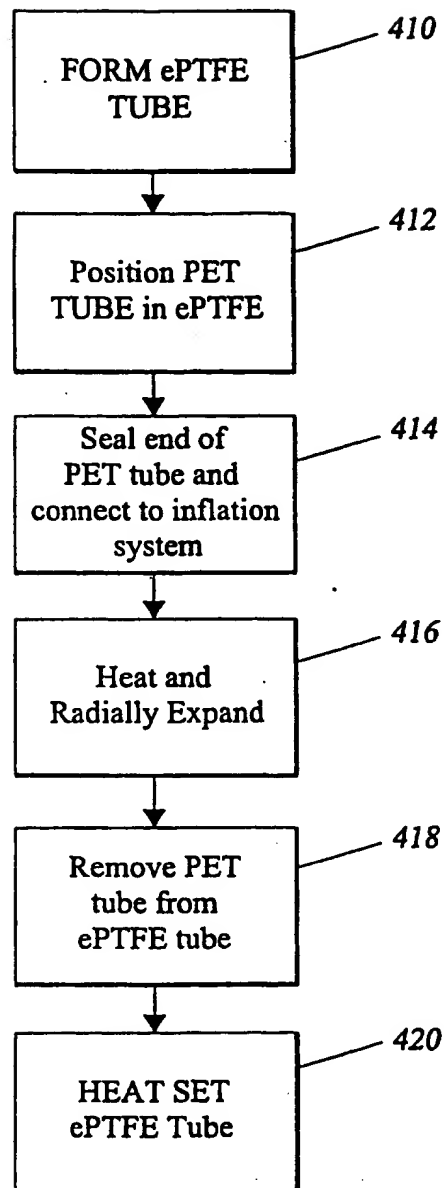 FORM ePTFE
TUBE
410
Position PET
TUBE in ePTFE
412
Seal end of
PET tube and
connect to inflation
system
414
Heat and
Radially Expand
416
Remove PET
tube from
ePTFE tube
418
HEAT SET
ePTFE Tube
420